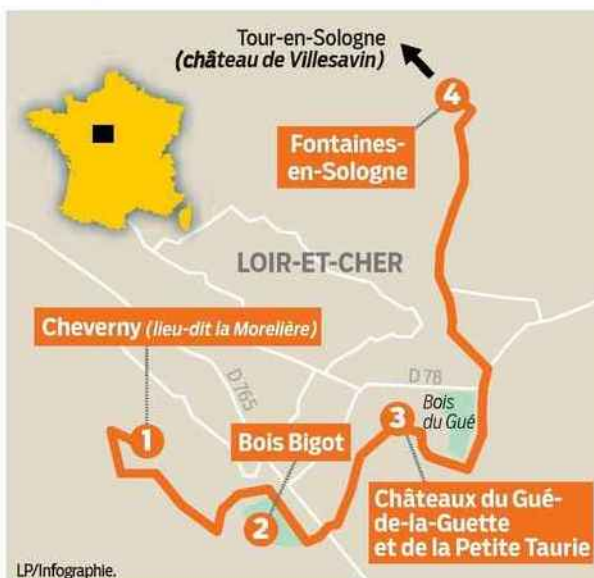 Tour-en-Sologne
(château de Villesavin)
4
Fontaines-
en-Sologne
LOIR-ET-CHER
Cheverny (lieu-dit la Morelière)
D 765
D 78
Bois
du Gué
1
3
Bois Bigot
2
Châteaux du Gué-
de-la-Guette
et de la Petite Taurie
LP/Infographie.